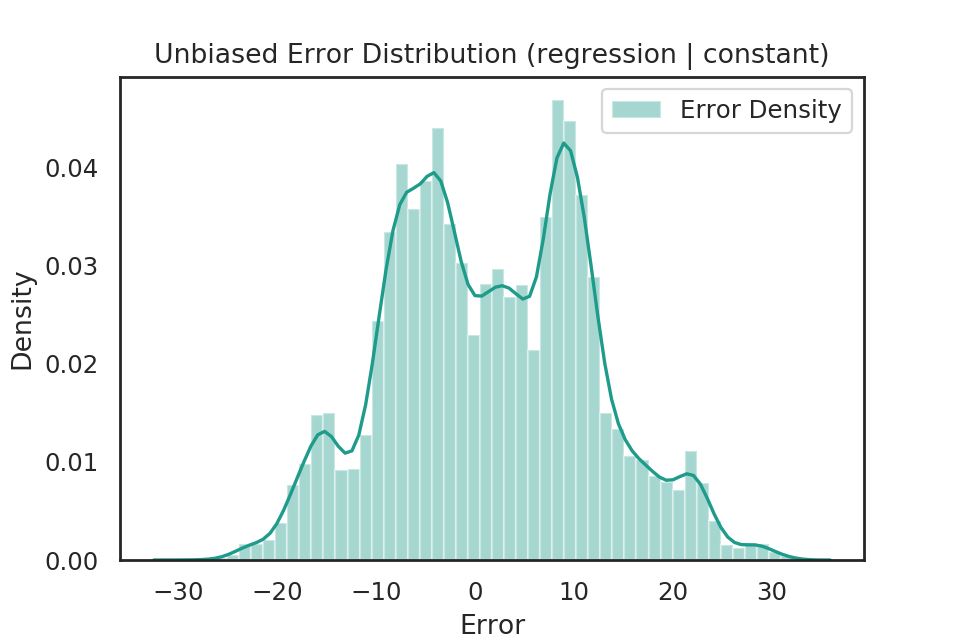 Unbiased Error Distribution (regression | constant)
Error Density
0.04
0.03
0.02
0.01
0.00
Density
−30 −20 −10 0 10 20 30
Error